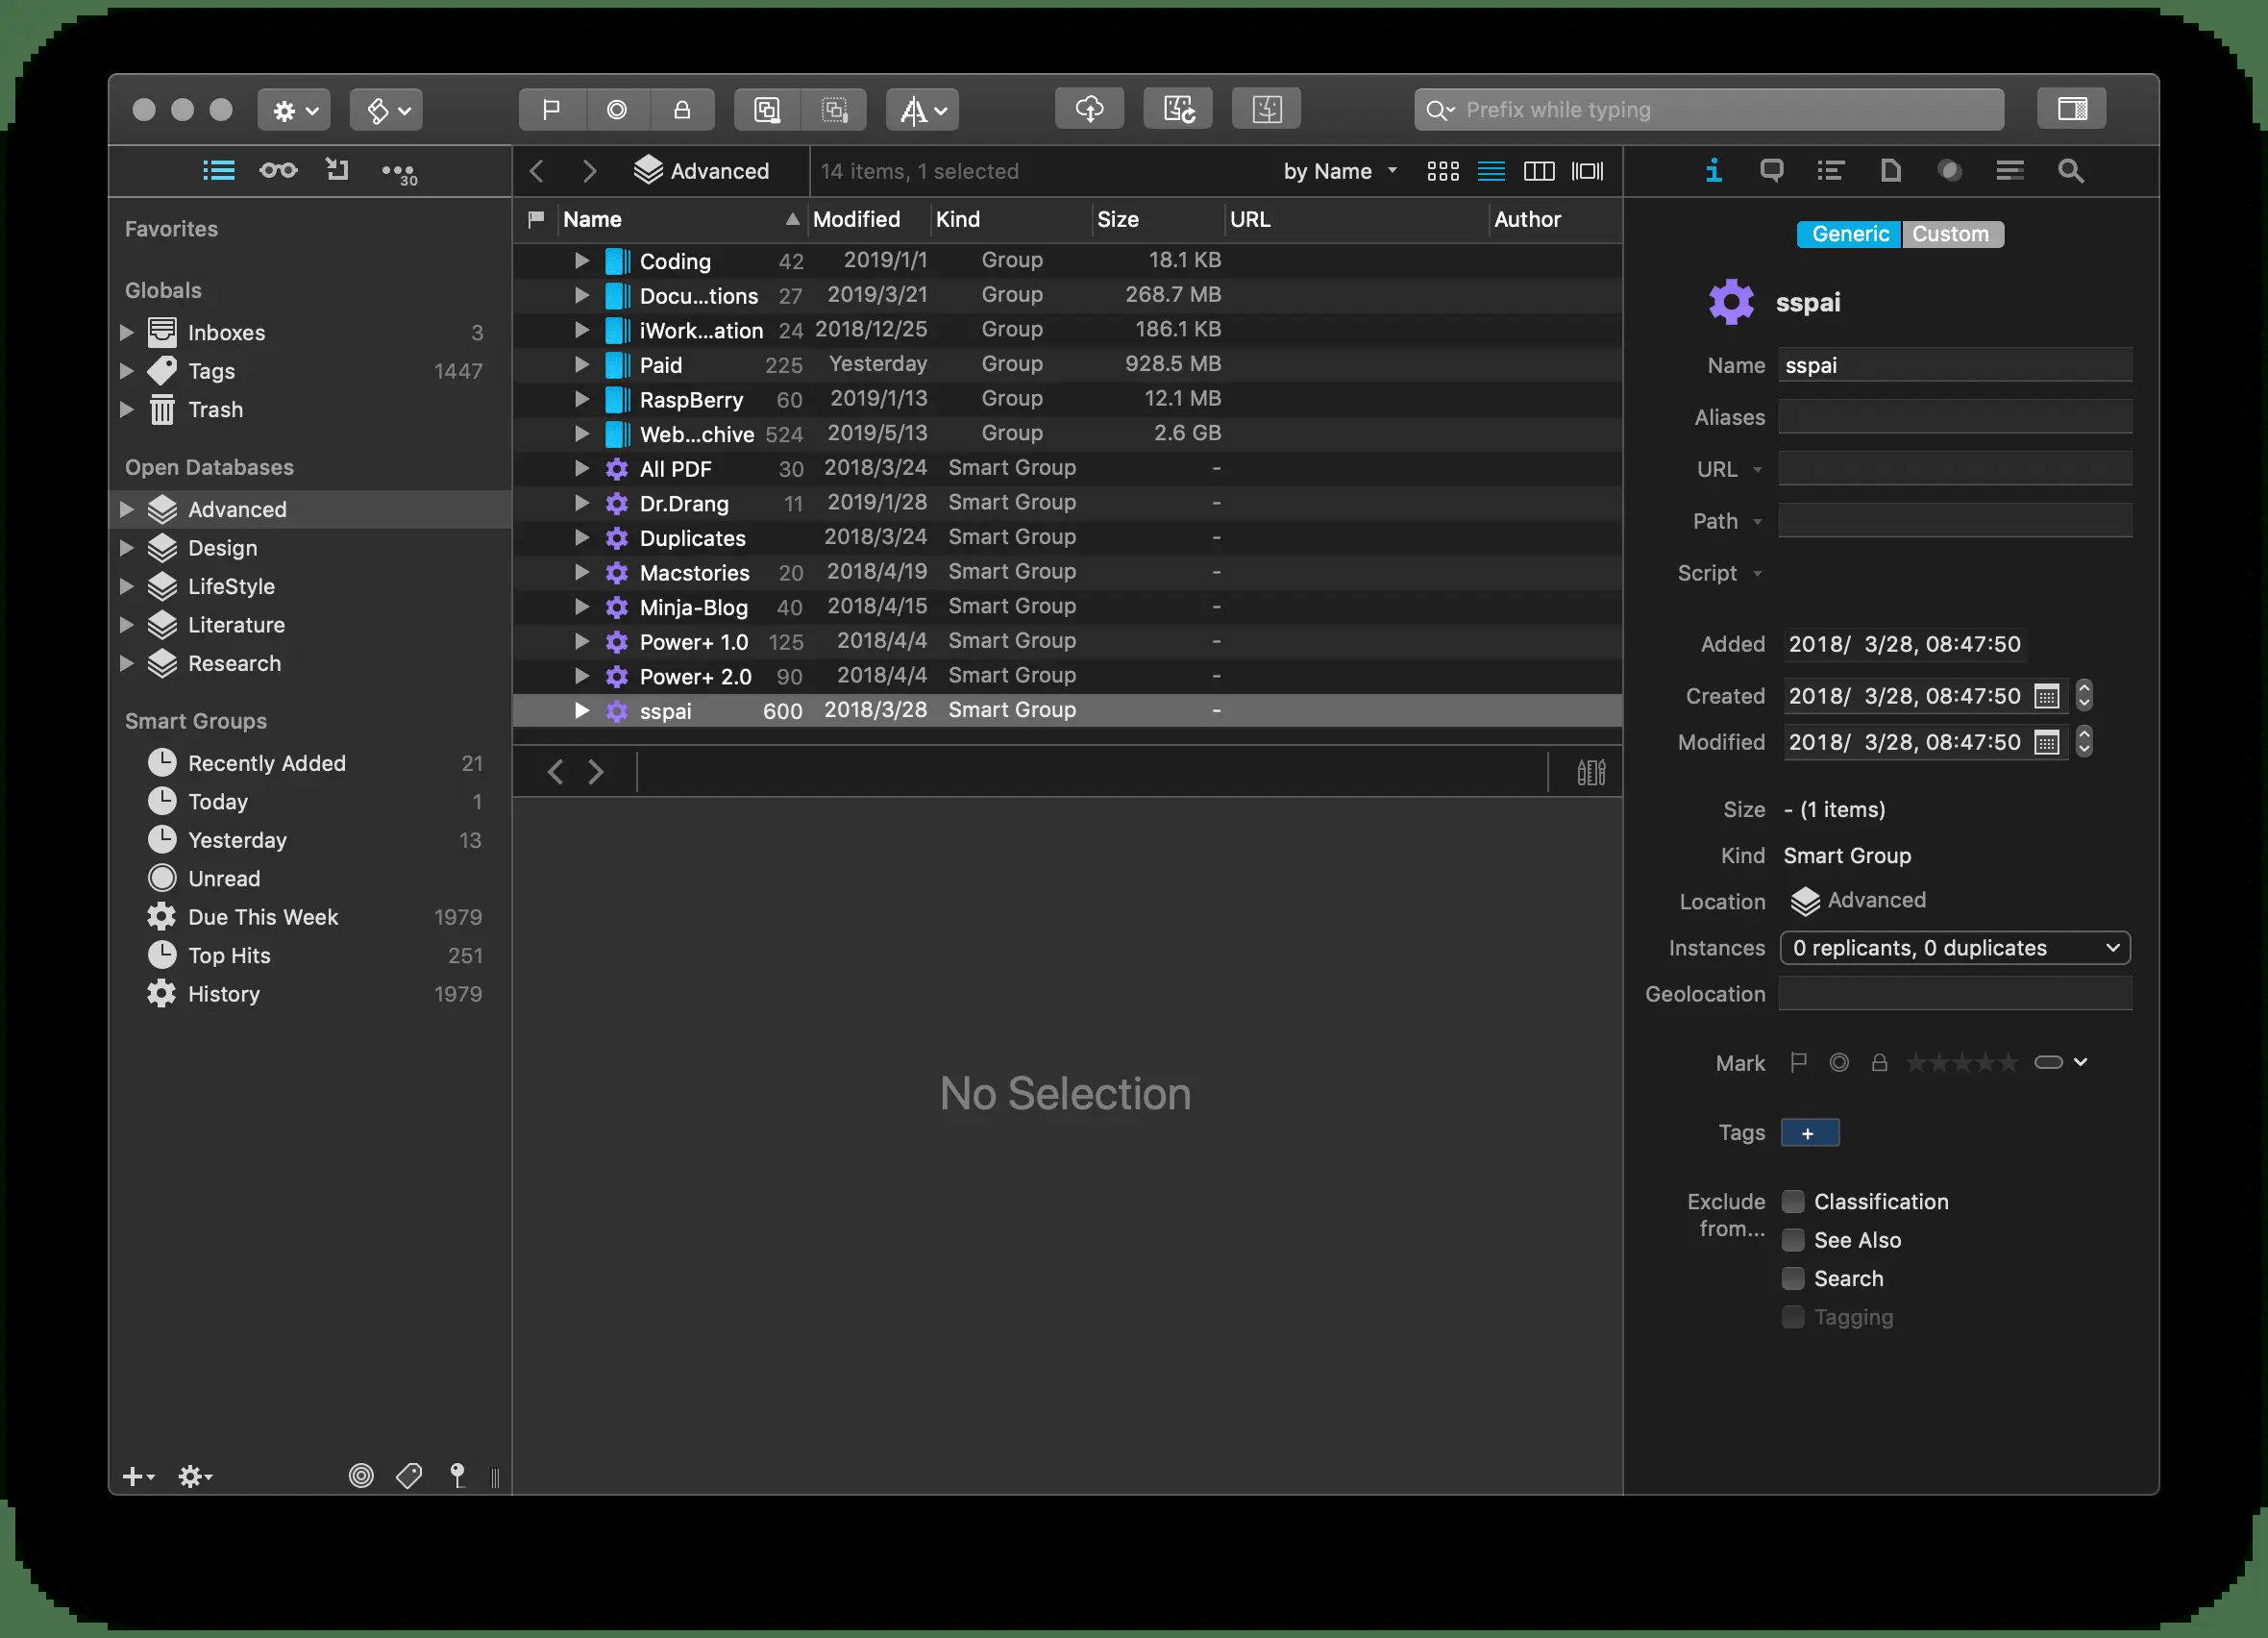 Prefix while typing
30
Advanced
14 items, 1 selected
by Name
Favorites
Globals
Inboxes 3
Tags 1447
Trash
Open Databases
Advanced
Design
LifeStyle
Literature
Research
Smart Groups
Recently Added 21
Today 1
Yesterday 13
Unread
Due This Week 1979
Top Hits 251
History 1979
Name Modified Kind Size URL Author
Coding 42 2019/1/1 Group 18.1 KB
Docu...tions 27 2019/3/21 Group 268.7 MB
iWork...ation 24 2018/12/25 Group 186.1 KB
Paid 225 Yesterday Group 928.5 MB
RaspBerry 60 2019/1/13 Group 12.1 MB
Web...chive 524 2019/5/13 Group 2.6 GB
All PDF 30 2018/3/24 Smart Group -
Dr.Drang 11 2019/1/28 Smart Group -
Duplicates 2018/3/24 Smart Group -
Macstories 20 2018/4/19 Smart Group -
Minja-Blog 40 2018/4/15 Smart Group -
Power+ 1.0 125 2018/4/4 Smart Group -
Power+ 2.0 90 2018/4/4 Smart Group -
sspai 600 2018/3/28 Smart Group -
No Selection
Generic Custom
sspai
Name sspai
Aliases
URL
Path
Script
Added 2018/ 3/28, 08:47:50
Created 2018/ 3/28, 08:47:50
Modified 2018/ 3/28, 08:47:50
Size - (1 items)
Kind Smart Group
Location Advanced
Instances 0 replicants, 0 duplicates
Geolocation
Mark
Tags +
Exclude from...
Classification
See Also
Search
Tagging